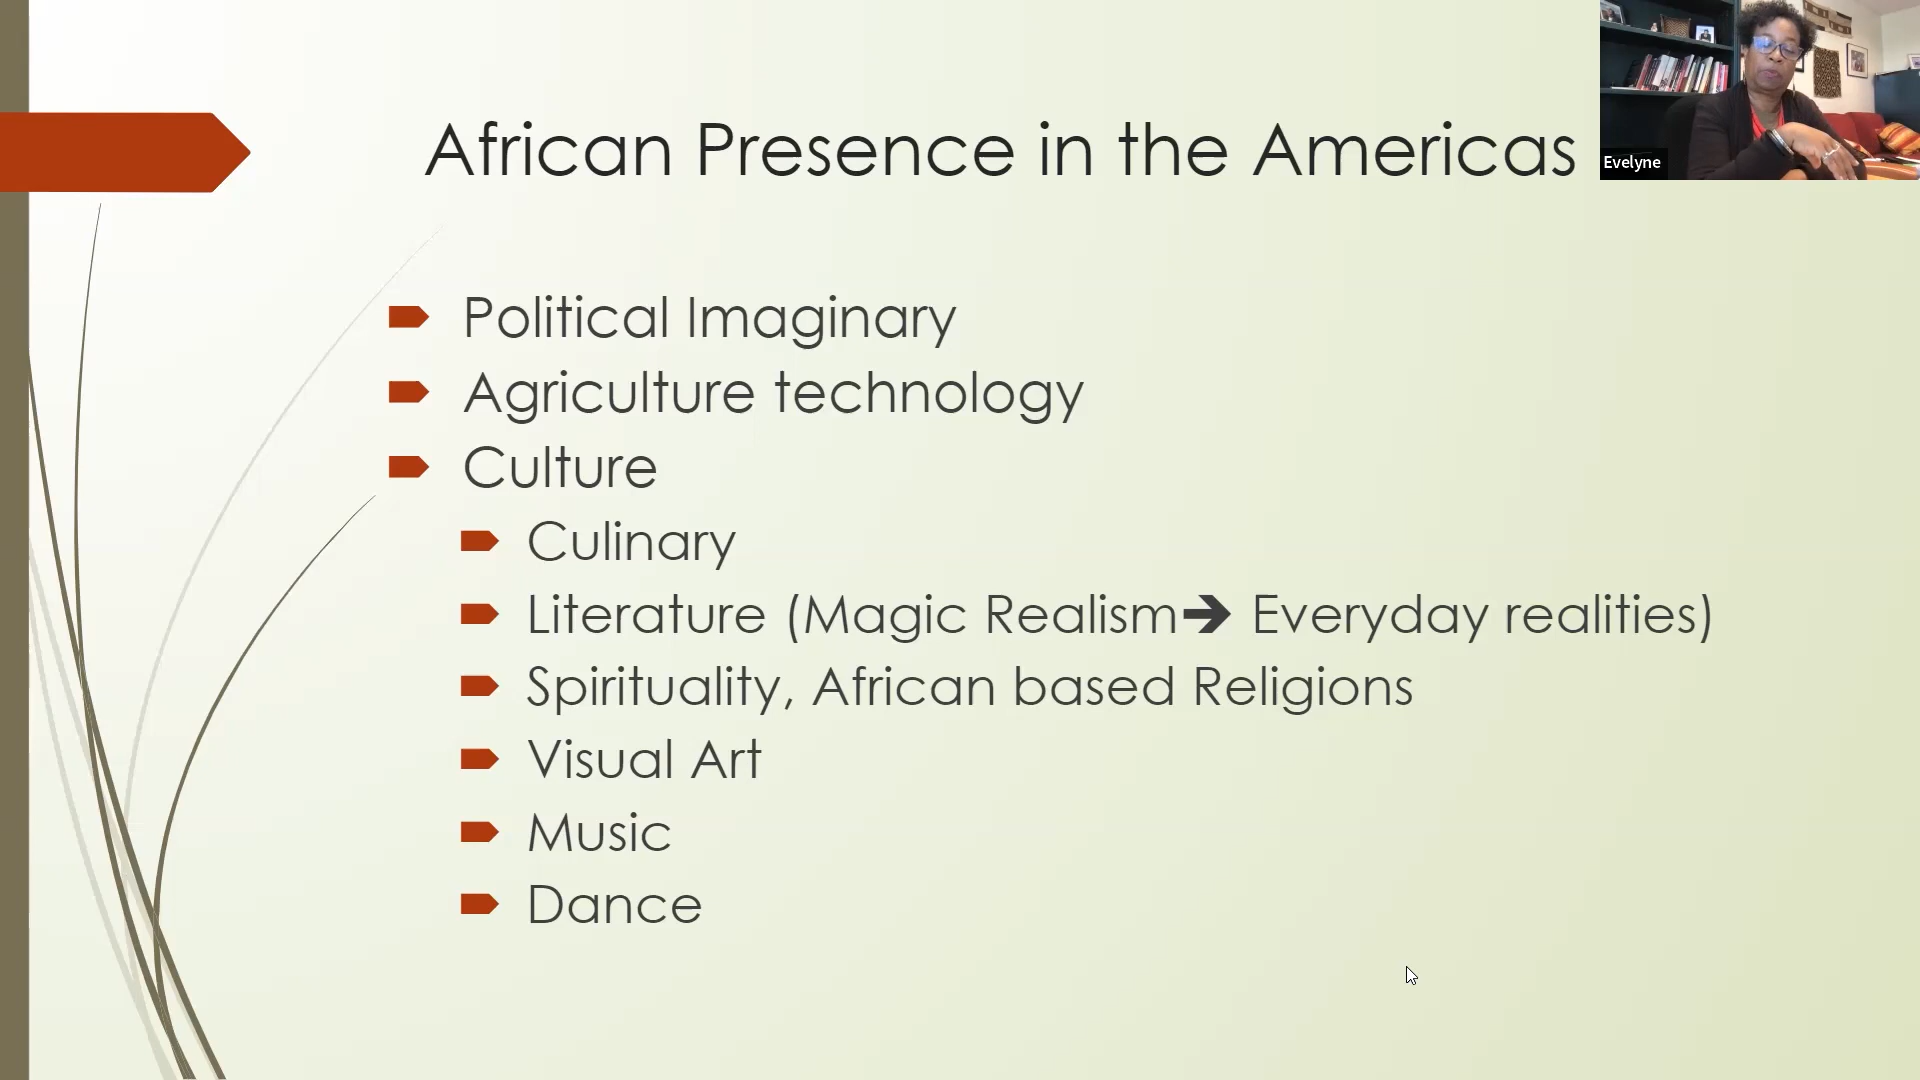 African Presence in the Americas
Evelyne
Political Imaginary
Agriculture technology
Culture
Culinary
Literature (Magic Realism➔ Everyday realities)
Spirituality, African based Religions
Visual Art
Music
Dance